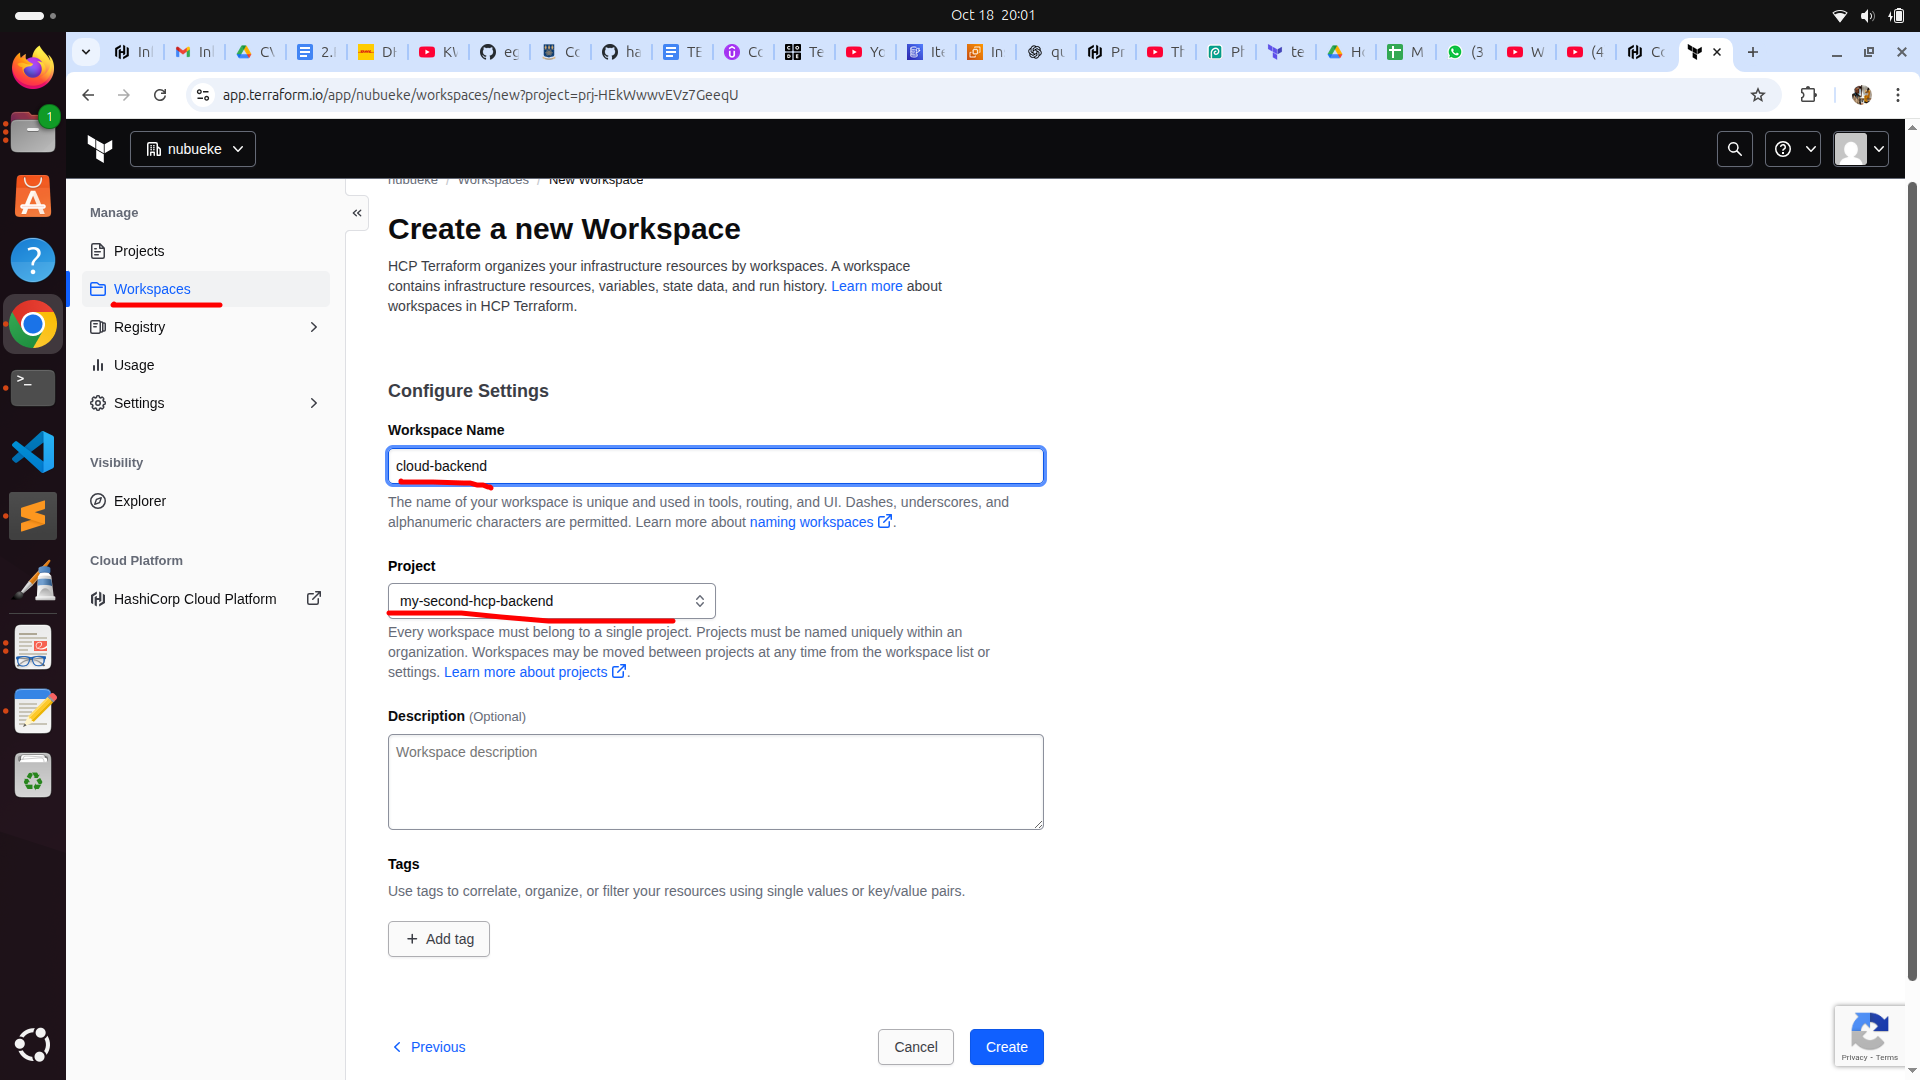 Oct 18 20:01
1
In
In
CV
2.
DH
KV
eg
Cc
ha
TE
Cc
Te
Yc
Ite
In
qu
Pr
Th
Ph
te
Hc
M
(3
W
(4
Cc
app.terraform.io/app/nubueke/workspaces/new?project=prj-HEkWwwvEVz7GeeqU
nubueke
nubueke / Workspaces / New Workspace
Manage
Projects
Workspaces
Registry
Usage
Settings
Visibility
Explorer
Cloud Platform
HashiCorp Cloud Platform
Create a new Workspace
HCP Terraform organizes your infrastructure resources by workspaces. A workspace
contains infrastructure resources, variables, state data, and run history. Learn more about
workspaces in HCP Terraform.
Configure Settings
Workspace Name
cloud-backend
The name of your workspace is unique and used in tools, routing, and UI. Dashes, underscores, and
alphanumeric characters are permitted. Learn more about naming workspaces.
Project
my-second-hcp-backend
Every workspace must belong to a single project. Projects must be named uniquely within an
organization. Workspaces may be moved between projects at any time from the workspace list or
settings. Learn more about projects.
Description (Optional)
Workspace description
Tags
Use tags to correlate, organize, or filter your resources using single values or key/value pairs.
+ Add tag
Previous
Cancel
Create
Privacy - Terms